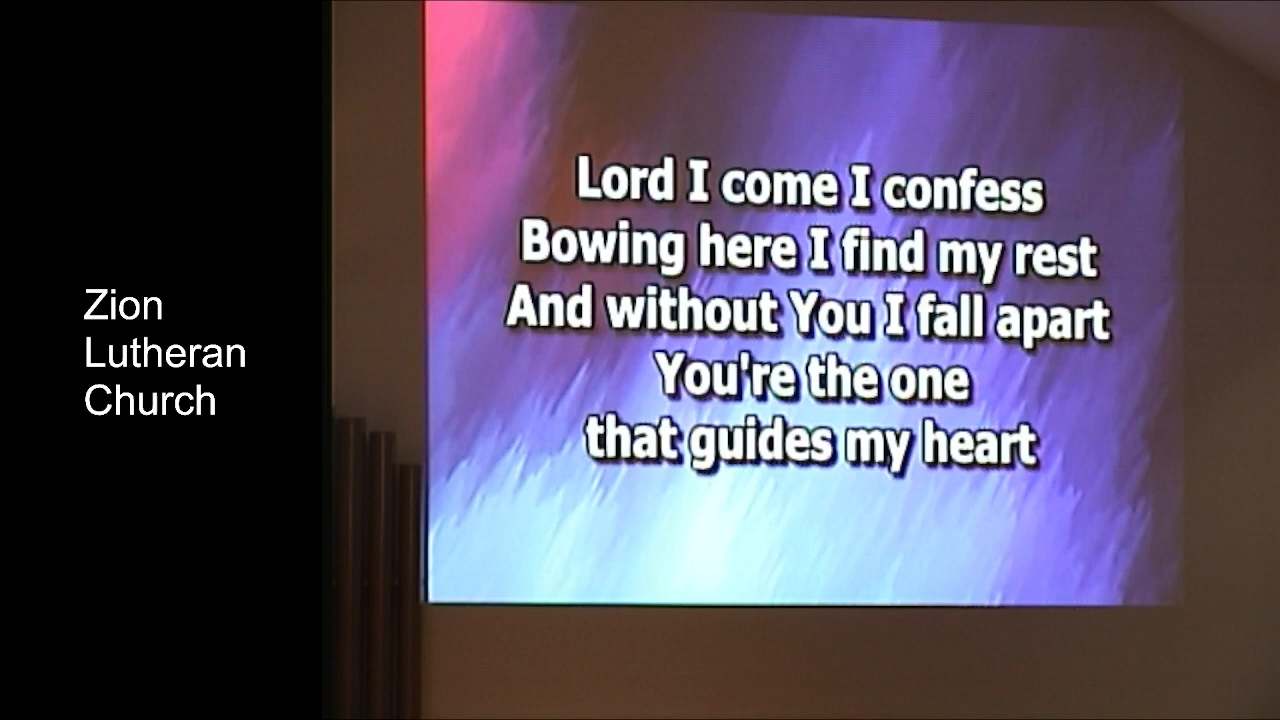 Zion
Lutheran
Church
Lord I come I confess
Bowing here I find my rest
And without You I fall apart
You're the one
that guides my heart